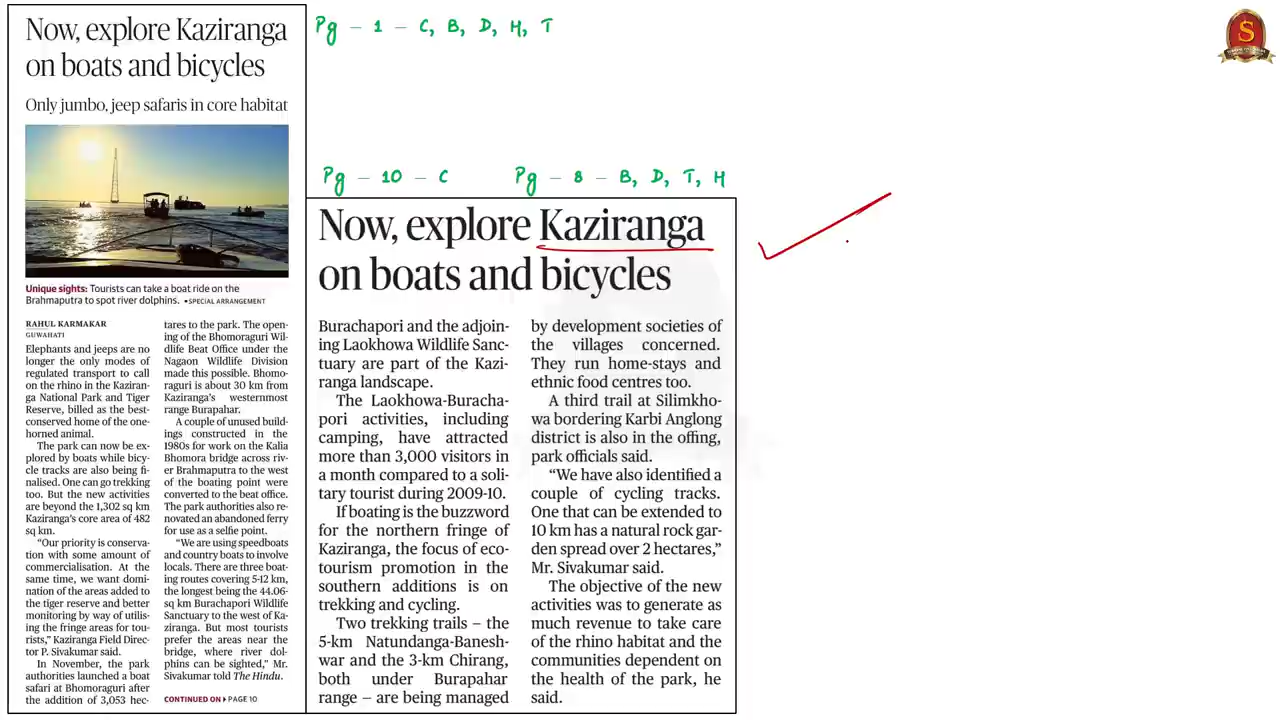 Now, explore Kaziranga
on boats and bicycles
Only jumbo, jeep safaris in core habitat
Unique sights: Tourists can take a boat ride on the
Brahmaputra to spot river dolphins. ▪SPECIAL ARRANGEMENT
RAHUL KARMAKAR
GUWAHATI
Elephants and jeeps are no
longer the only modes of
regulated transport to call
on the rhino in the Kaziran-
ga National Park and Tiger
Reserve, billed as the best-
conserved home of the one-
horned animal.
The park can now be ex-
plored by boats while bicy-
cle tracks are also being fi-
nalised. One can go trekking
too. But the new activities
are beyond the 1,302 sq km
Kaziranga's core area of 482
sq km.
"Our priority is conserva-
tion with some amount of
commercialisation. At the
same time, we want domi-
nation of the areas added to
the tiger reserve and better
monitoring by way of utilis-
ing the fringe areas for tou-
rists," Kaziranga Field Direc-
tor P. Sivakumar said.
In November, the park
authorities launched a boat
safari at Bhomoraguri after
the addition of 3,053 hec-
tares to the park. The open-
ing of the Bhomoraguri Wil-
dlife Beat Office under the
Nagaon Wildlife Division
made this possible. Bhomo-
raguri is about 30 km from
Kaziranga's westernmost
range Burapahar.
A couple of unused build-
ings constructed in the
1980s for work on the Kalia
Bhomora bridge across riv-
er Brahmaputra to the west
of the boating point were
converted to the beat office.
The park authorities also re-
novated an abandoned ferry
for use as a selfie point.
"We are using speedboats
and country boats to involve
locals. There are three boat-
ing routes covering 5-12 km,
the longest being the 44.06-
sq km Burachapori Wildlife
Sanctuary to the west of Ka-
ziranga. But most tourists
prefer the areas near the
bridge, where river dol-
phins can be sighted," Mr.
Sivakumar told The Hindu.
CONTINUED ON ▸ PAGE 10
Pg - 1 - C, B, D, H, T
Pg - 10 - C
Pg - 8 - B, D, T, H
Now, explore Kaziranga
on boats and bicycles
Burachapori and the adjoin-
ing Laokhowa Wildlife Sanc-
tuary are part of the Kazi-
ranga landscape.
The Laokhowa-Buracha-
pori activities, including
camping, have attracted
more than 3,000 visitors in
a month compared to a soli-
tary tourist during 2009-10.
If boating is the buzzword
for the northern fringe of
Kaziranga, the focus of eco-
tourism promotion in the
southern additions is on
trekking and cycling.
Two trekking trails – the
5-km Natundanga-Banesh-
war and the 3-km Chirang,
both under Burapahar
range – are being managed
by development societies of
the villages concerned.
They run home-stays and
ethnic food centres too.
A third trail at Silimkho-
wa bordering Karbi Anglong
district is also in the offing,
park officials said.
"We have also identified a
couple of cycling tracks.
One that can be extended to
10 km has a natural rock gar-
den spread over 2 hectares,"
Mr. Sivakumar said.
The objective of the new
activities was to generate as
much revenue to take care
of the rhino habitat and the
communities dependent on
the health of the park, he
said.
S